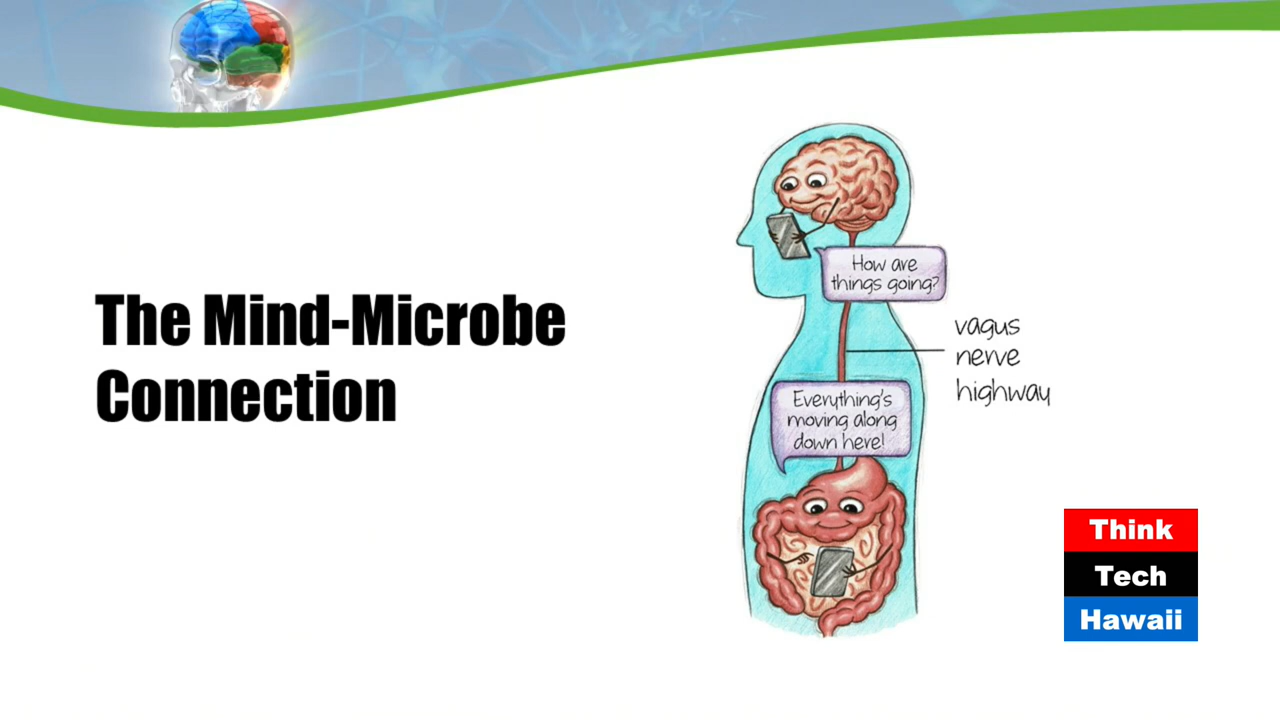 The Mind-Microbe
Connection
How are
things going?
vagus
nerve
highway
Everything's
moving along
down here!
Think
Tech
Hawaii